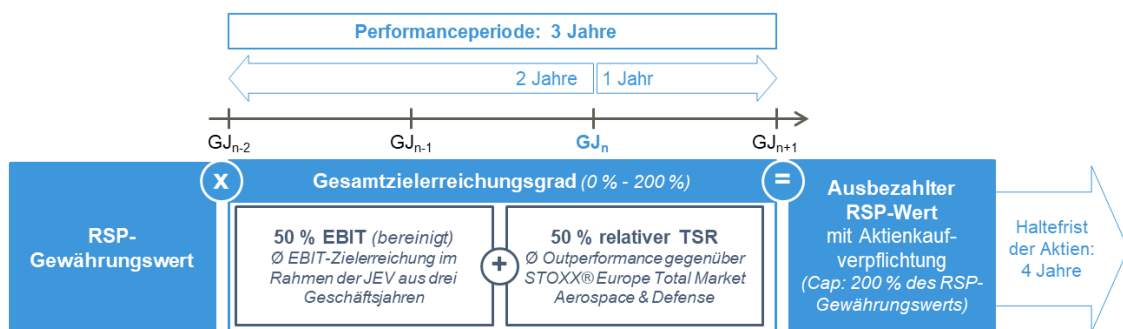 Performanceperiode: 3 Jahre
2 Jahre 1 Jahr
GJn-2 GJn-1 GJn GJn+1
x
Gesamtzielerreichungsgrad (0 % - 200 %)
=
RSP-
Gewährungswert
50 % EBIT (bereinigt)
Ø EBIT-Zielerreichung im
Rahmen der JEV aus drei
Geschäftsjahren
+
50 % relativer TSR
Ø Outperformance gegenüber
STOXX® Europe Total Market
Aerospace & Defense
Ausbezahlter
RSP-Wert
mit Aktienkauf-
verpflichtung
(Cap: 200 % des RSP-
Gewährungswerts)
Haltefrist
der Aktien:
4 Jahre